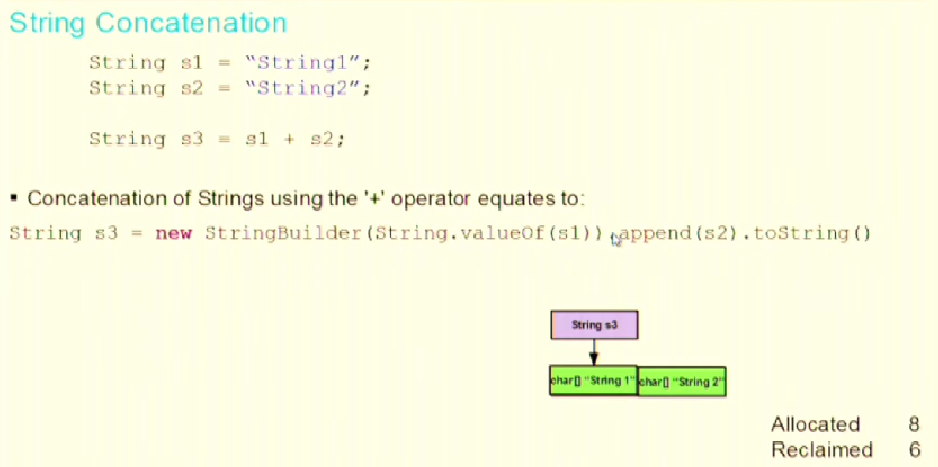 String Concatenation
String s1 = “String1”;
String s2 = “String2”;
String s3 = s1 + s2;
▪ Concatenation of Strings using the '+' operator equates to:
String s3 = new StringBuilder(String.valueOf(s1)).append(s2).toString()
String s3
char[] “String 1” char[] “String 2”
Allocated 8
Reclaimed 6